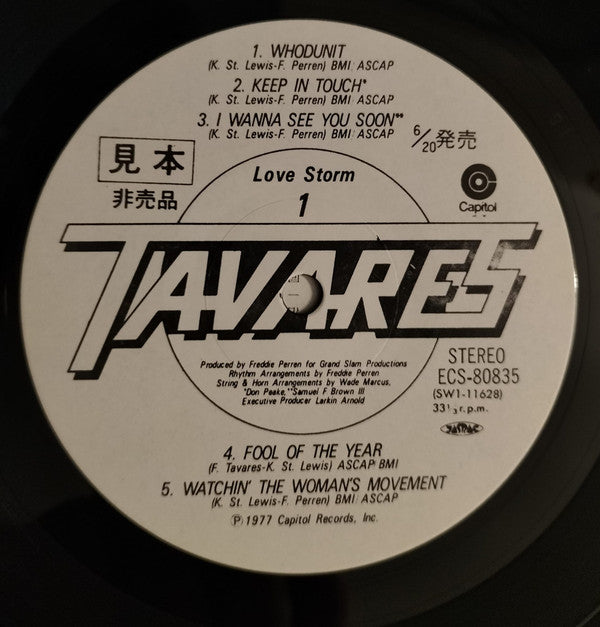 1. WHODUNIT
(K. St. Lewis-F. Perren) BMI/ASCAP
2. KEEP IN TOUCH*
(K. St. Lewis-F. Perren) BMI/ASCAP
3. I WANNA SEE YOU SOON**
(K. St. Lewis-F. Perren) BMI/ASCAP
6/20発売
見本
非売品
Love Storm
1
Capitol
TAVARES
Produced by Freddie Perren for Grand Slam Productions
Rhythm Arrangements by Freddie Perren
String & Horn Arrangements by Wade Marcus,
*Don Peake, **Samuel F Brown III
Executive Producer Larkin Arnold
STEREO
ECS-80835
(SW1-11628)
33 1/3 r.p.m.
JASRAC
4. FOOL OF THE YEAR
(F. Tavares-K. St. Lewis) ASCAP/BMI
5. WATCHIN' THE WOMAN'S MOVEMENT
(K. St. Lewis-F. Perren) BMI/ASCAP
Ⓟ1977 Capitol Records, Inc.